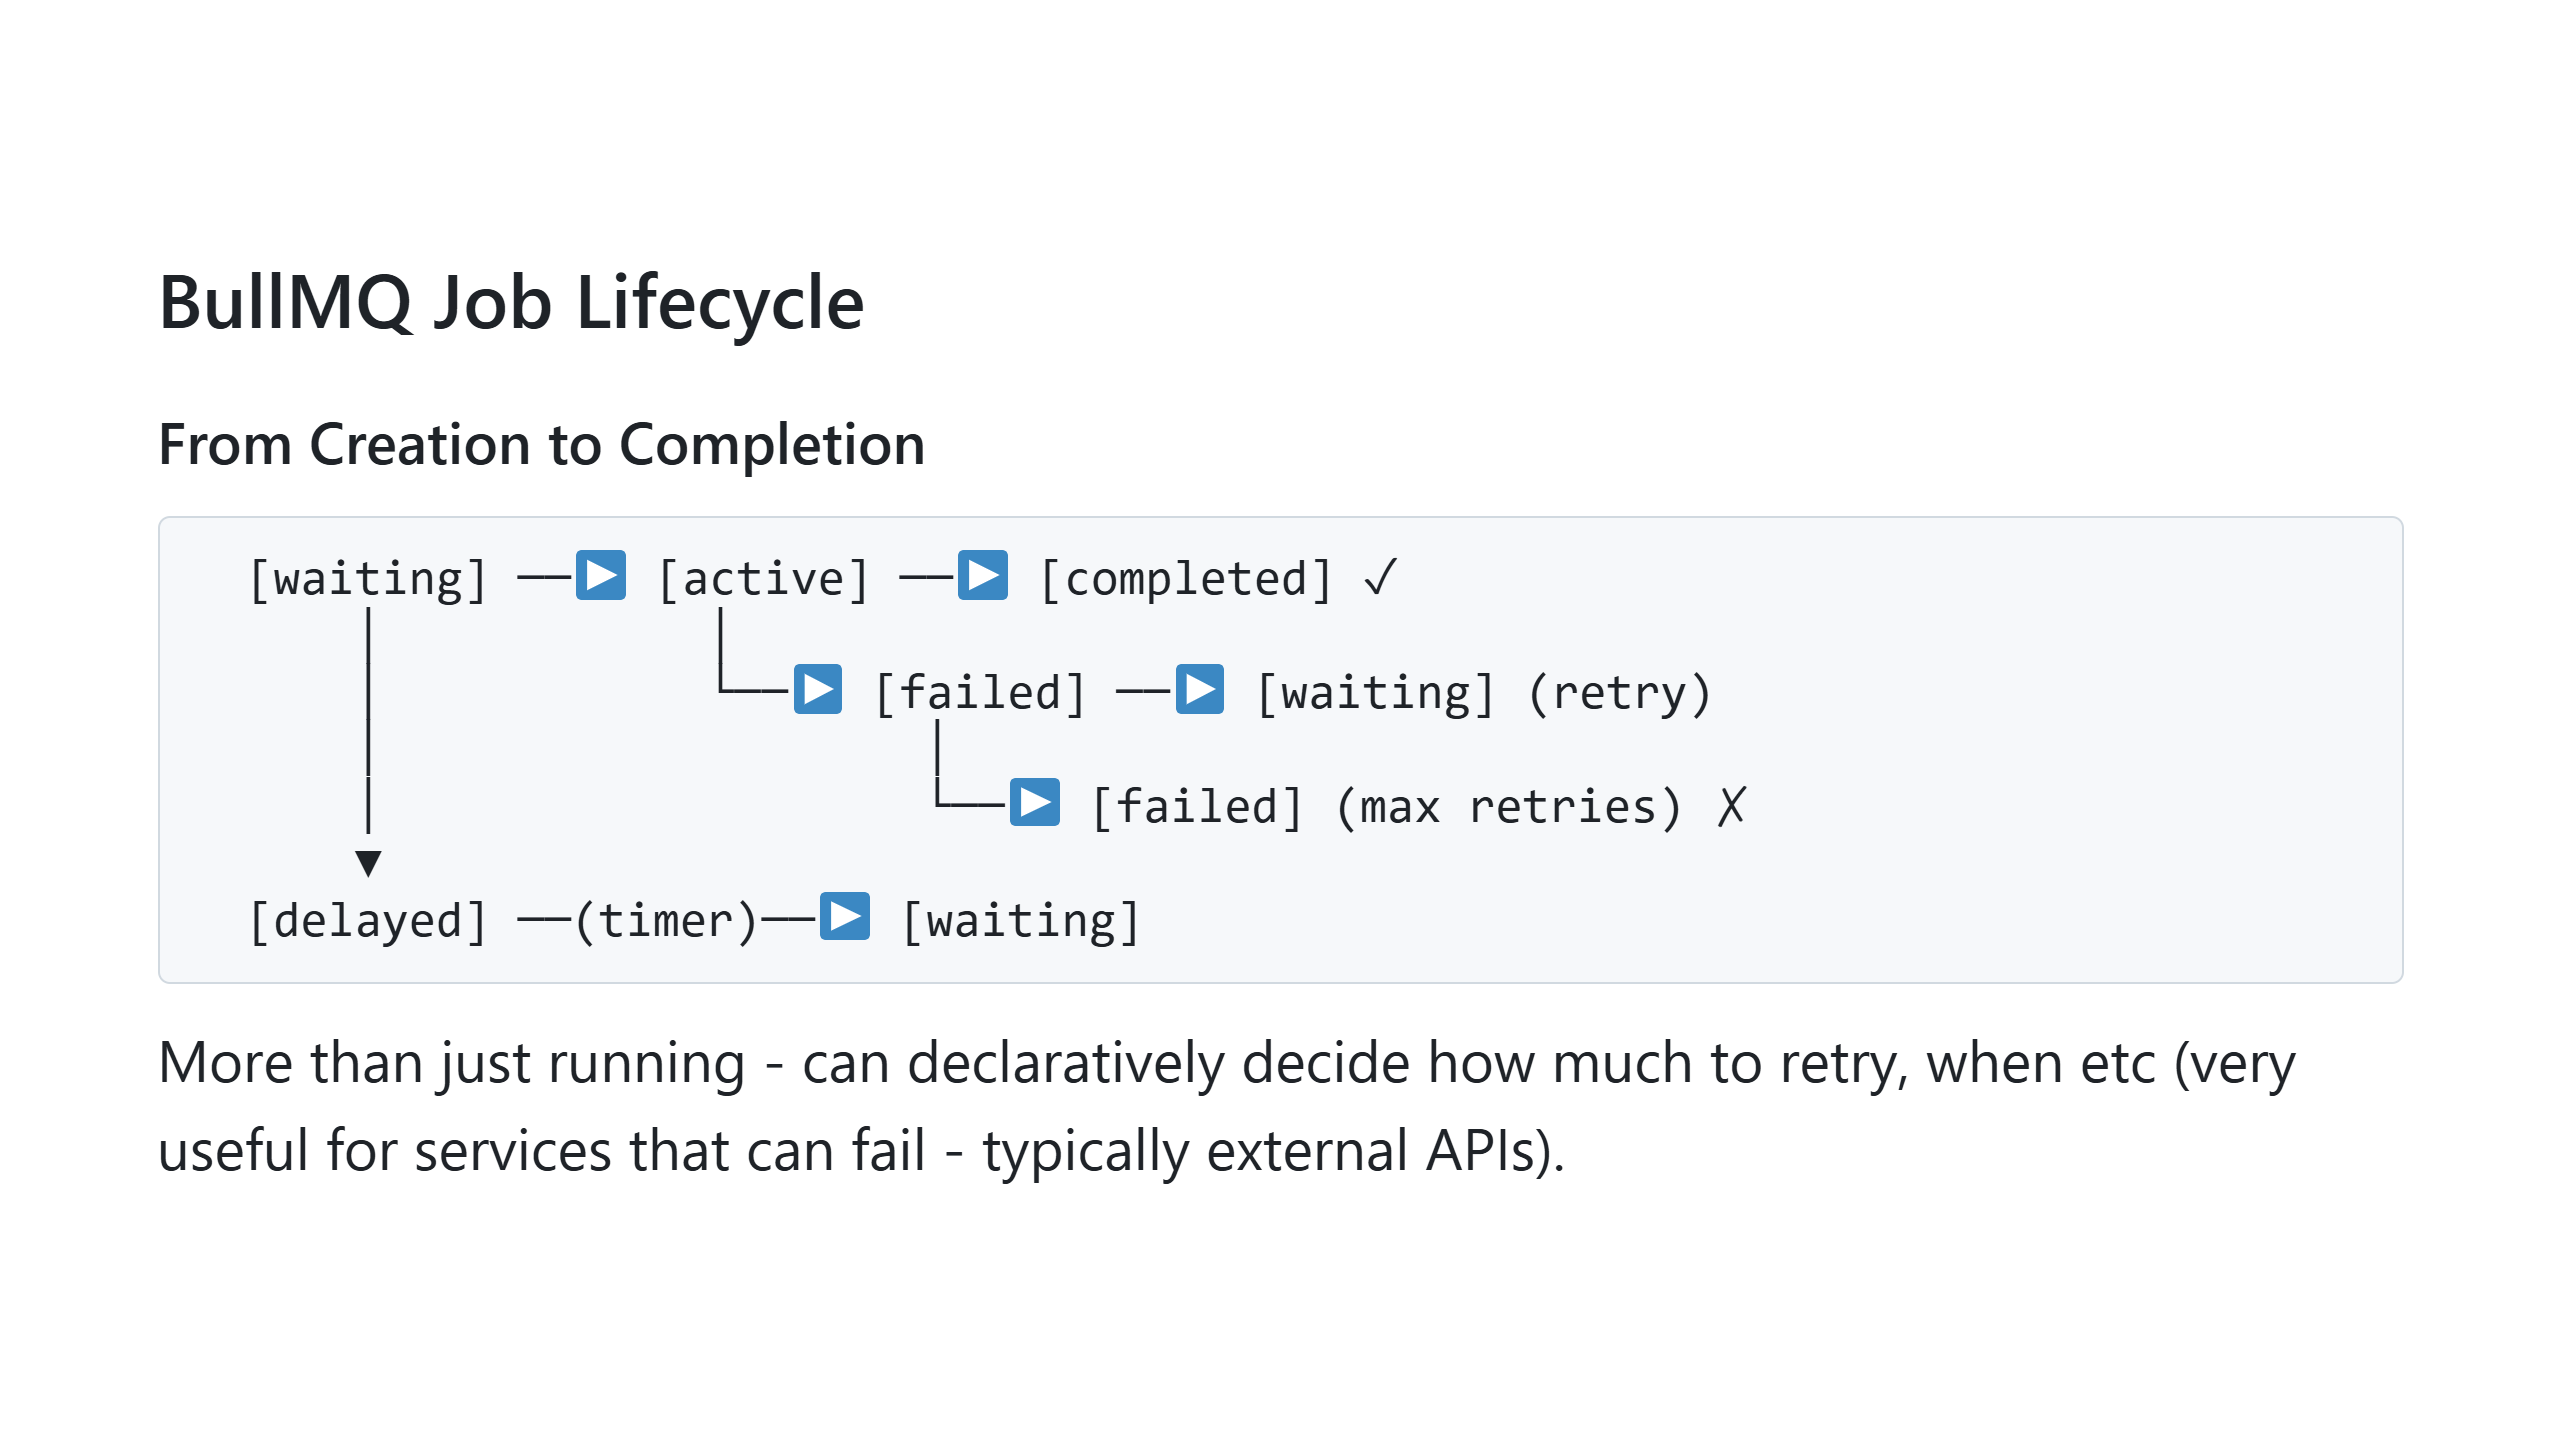 BullMQ Job Lifecycle
From Creation to Completion
[waiting] ──▶ [active] ──▶ [completed] ✓
│ │
│ └──▶ [failed] ──▶ [waiting] (retry)
│ │
│ └──▶ [failed] (max retries) ✗
▼
[delayed] ──(timer)──▶ [waiting]
More than just running - can declaratively decide how much to retry, when etc (very
useful for services that can fail - typically external APIs).